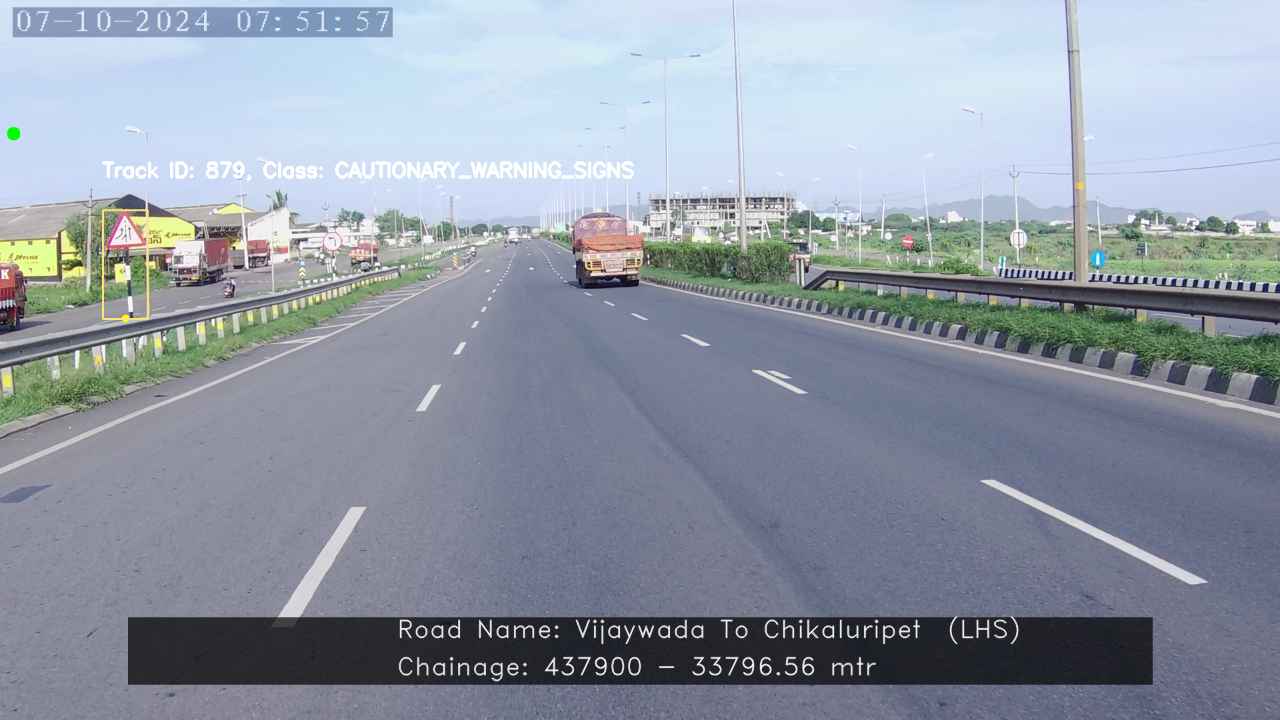 07-10-2024 07:51:57
Track ID: 879, Class: CAUTIONARY_WARNING_SIGNS
Road Name: Vijaywada To Chikaluripet (LHS)
Chainage: 437900 - 33796.56 mtr